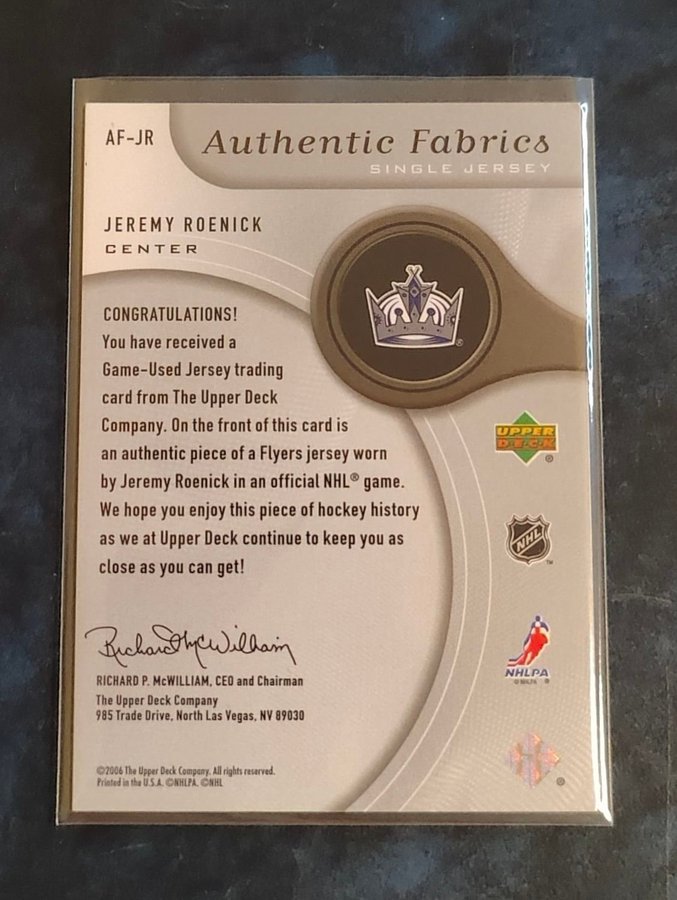 AF-JR
Authentic Fabrics
SINGLE JERSEY
JEREMY ROENICK
CENTER
CONGRATULATIONS!
You have received a
Game-Used Jersey trading
card from The Upper Deck
Company. On the front of this card is
an authentic piece of a Flyers jersey worn
by Jeremy Roenick in an official NHL® game.
We hope you enjoy this piece of hockey history
as we at Upper Deck continue to keep you as
close as you can get!
UPPER
DECK
®
NHL
™
NHLPA
© NHLPA ®
Richard P. McWilliam
RICHARD P. McWILLIAM, CEO and Chairman
The Upper Deck Company
985 Trade Drive, North Las Vegas, NV 89030
©2006 The Upper Deck Company. All rights reserved.
Printed in the U.S.A. ©NHLPA. ©NHL
®